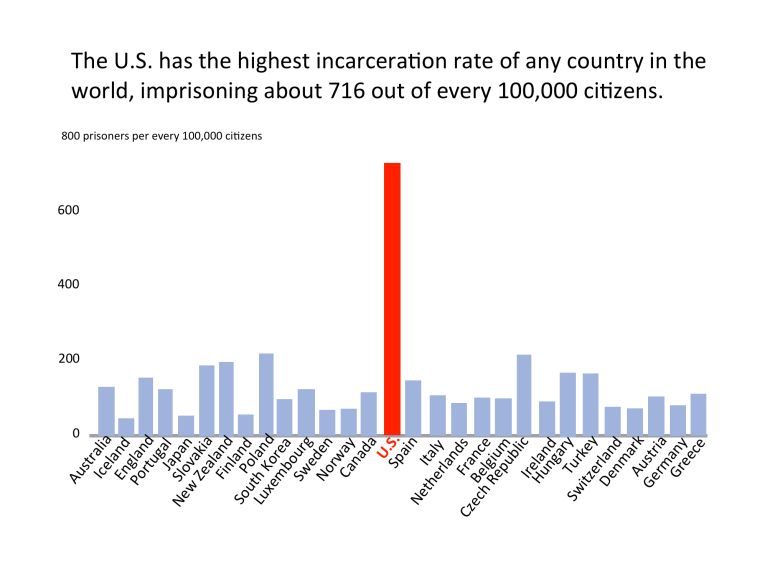 The U.S. has the highest incarceration rate of any country in the
world, imprisoning about 716 out of every 100,000 citizens.
800 prisoners per every 100,000 citizens
600
400
200
0
Australia
Iceland
England
Portugal
Japan
Slovakia
New Zealand
Finland
Poland
South Korea
Luxembourg
Sweden
Norway
Canada
U.S.
Spain
Italy
Netherlands
France
Belgium
Czech Republic
Ireland
Hungary
Turkey
Switzerland
Denmark
Austria
Germany
Greece